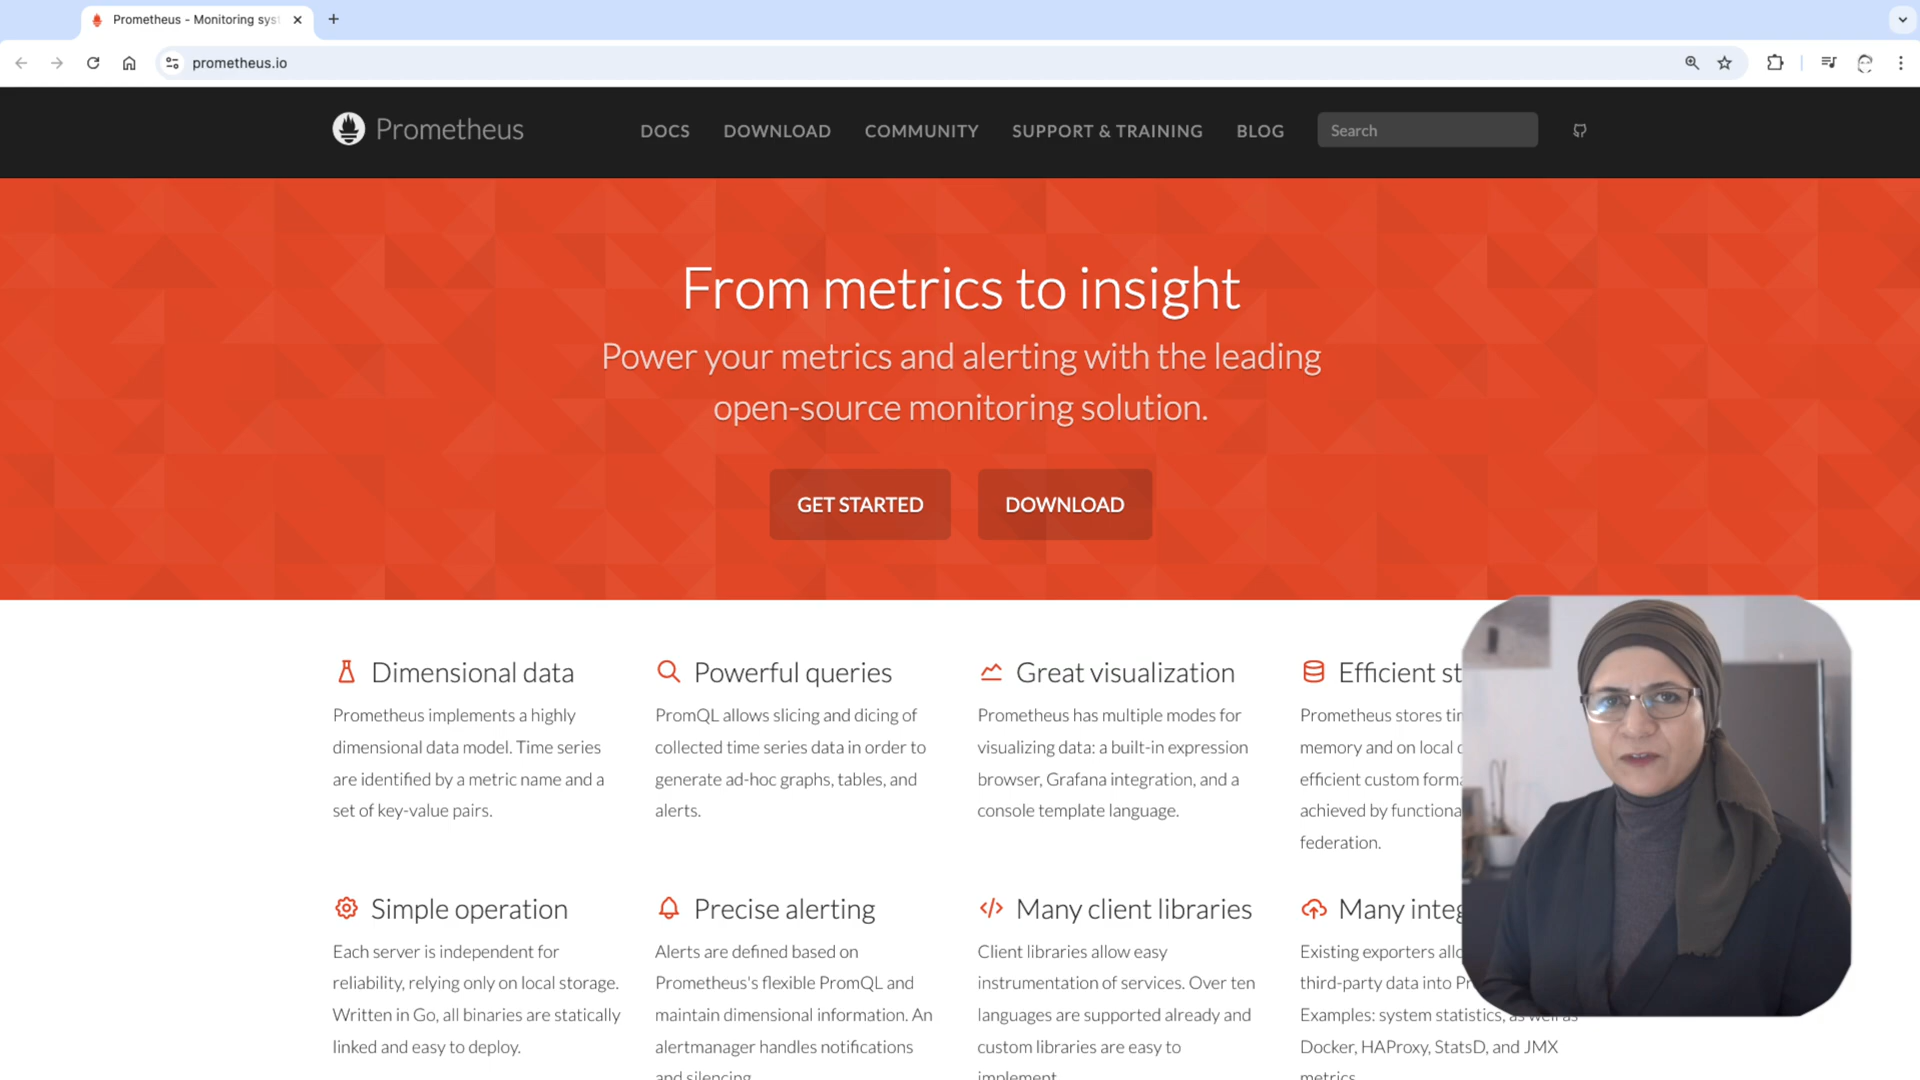 Prometheus - Monitoring sys
prometheus.io
Prometheus
DOCS
DOWNLOAD
COMMUNITY
SUPPORT & TRAINING
BLOG
Search
From metrics to insight
Power your metrics and alerting with the leading
open-source monitoring solution.
GET STARTED
DOWNLOAD
Dimensional data
Prometheus implements a highly
dimensional data model. Time series
are identified by a metric name and a
set of key-value pairs.
Powerful queries
PromQL allows slicing and dicing of
collected time series data in order to
generate ad-hoc graphs, tables, and
alerts.
Great visualization
Prometheus has multiple modes for
visualizing data: a built-in expression
browser, Grafana integration, and a
console template language.
Efficient st
Prometheus stores
memory and on local
efficient custom
achieved by
federation.
Simple operation
Each server is independent for
reliability, relying only on local storage.
Written in Go, all binaries are statically
linked and easy to deploy.
Precise alerting
Alerts are defined based on
Prometheus's flexible PromQL and
maintain dimensional information. An
alertmanager handles notifications
and silencing.
Many client libraries
Client libraries allow easy
instrumentation of services. Over ten
languages are supported already and
custom libraries are easy to
implement.
Many
Existing exporters
third-party data into
Examples: system statistics, as well as
Docker, HAProxy, StatsD, and JMX
metrics.